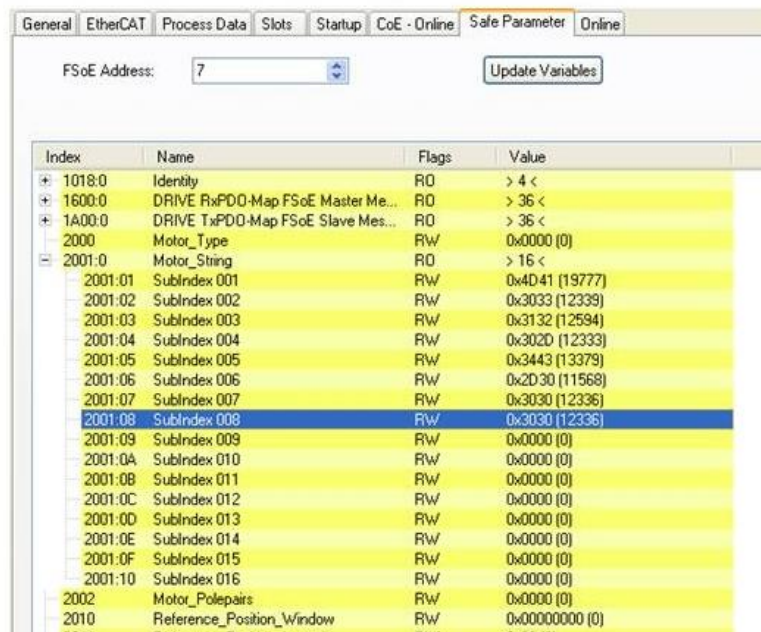 General EtherCAT Process Data Slots Startup CoE - Online Safe Parameter Online
FSoE Address: 7 Update Variables
Index Name Flags Value
1018:0 Identity RO > 4 <
1600:0 DRIVE RxPDO-Map FSoE Master Me... RO > 36 <
1A00:0 DRIVE TxPDO-Map FSoE Slave Mes... RO > 36 <
2000 Motor_Type RW 0x0000 (0)
2001:0 Motor_String RO > 16 <
2001:01 SubIndex 001 RW 0x4D41 (19777)
2001:02 SubIndex 002 RW 0x3033 (12339)
2001:03 SubIndex 003 RW 0x3132 (12594)
2001:04 SubIndex 004 RW 0x302D (12333)
2001:05 SubIndex 005 RW 0x3443 (13379)
2001:06 SubIndex 006 RW 0x2D30 (11568)
2001:07 SubIndex 007 RW 0x3030 (12336)
2001:08 SubIndex 008 RW 0x3030 (12336)
2001:09 SubIndex 009 RW 0x0000 (0)
2001:0A SubIndex 010 RW 0x0000 (0)
2001:0B SubIndex 011 RW 0x0000 (0)
2001:0C SubIndex 012 RW 0x0000 (0)
2001:0D SubIndex 013 RW 0x0000 (0)
2001:0E SubIndex 014 RW 0x0000 (0)
2001:0F SubIndex 015 RW 0x0000 (0)
2001:10 SubIndex 016 RW 0x0000 (0)
2002 Motor_Polepairs RW 0x0000 (0)
2010 Reference_Position_Window RW 0x00000000 (0)